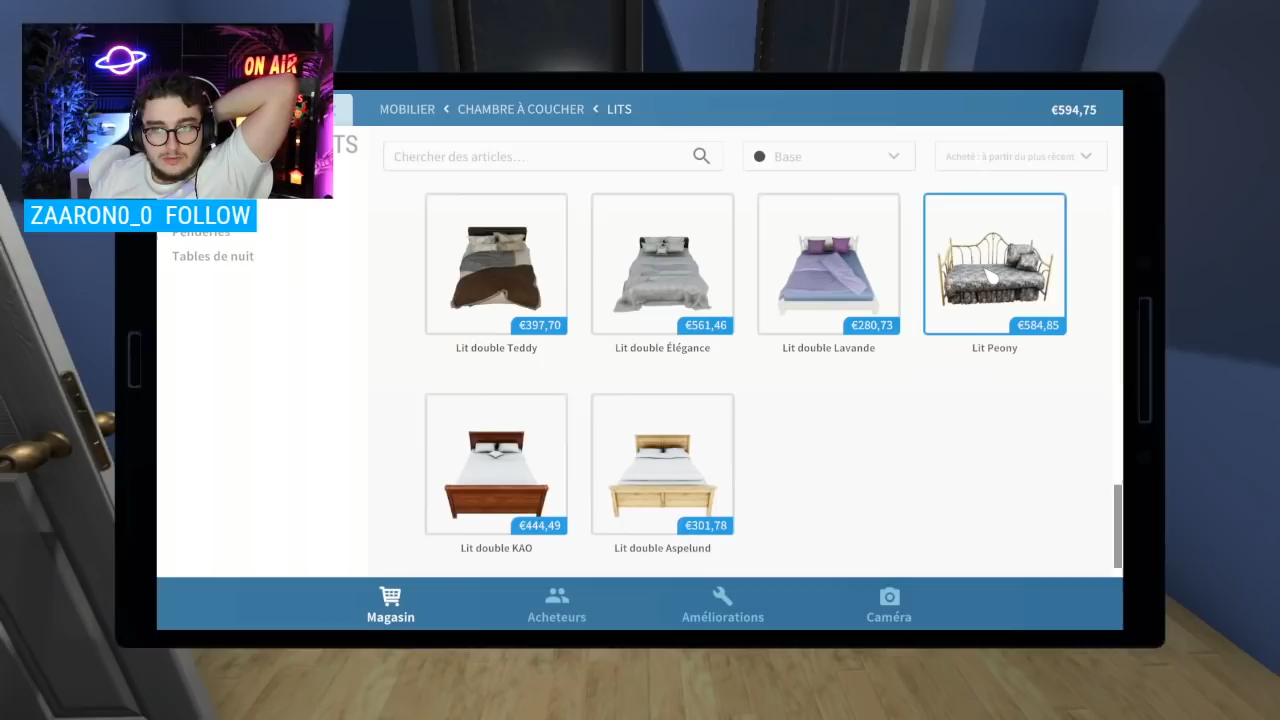 ON AIR
ZAARON0_0 FOLLOW
MOBILIER < CHAMBRE À COUCHER < LITS
€594,75
TS
Chercher des articles...
Base
Acheté : à partir du plus récent
Penderies
Tables de nuit
€397,70
€561,46
€280,73
€584,85
Lit double Teddy
Lit double Élégance
Lit double Lavande
Lit Peony
€444,49
€301,78
Lit double KAO
Lit double Aspelund
Magasin
Acheteurs
Améliorations
Caméra